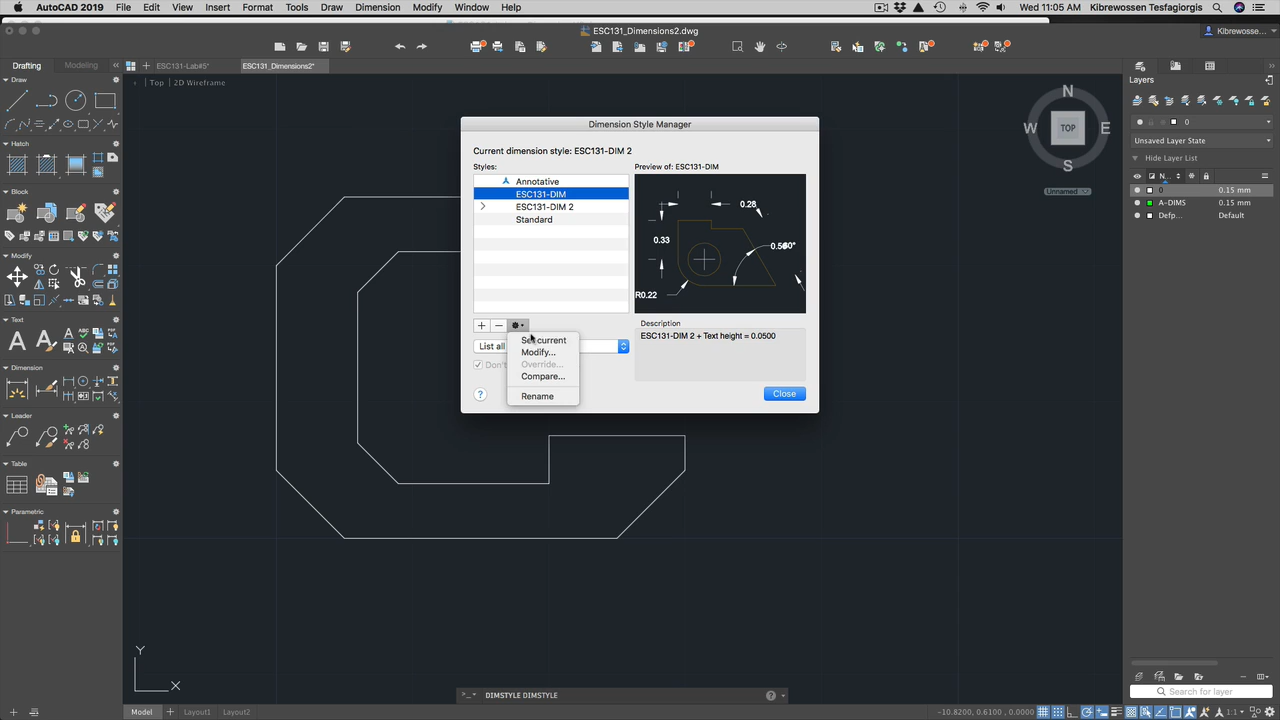 AutoCAD 2019 File Edit View Insert Format Tools Draw Dimension Modify Window Help
Wed 11:05 AM Kibrewossen Tesfagiorgis
ESC131_Dimensions2.dwg
Kibrewosse...
Drafting Modeling
ESC131-Lab#5* ESC131_Dimensions2*
Top 2D Wireframe
Draw
Hatch
Block
Modify
Text
Dimension
Leader
Table
Parametric
Dimension Style Manager
Current dimension style: ESC131-DIM 2
Styles:
Annotative
ESC131-DIM
ESC131-DIM 2
Standard
Preview of: ESC131-DIM
0.28
0.33
R0.22
Description
ESC131-DIM 2 + Text height = 0.0500
List all
Don't
Set current
Modify...
Override...
Compare...
Rename
?
Close
N
W TOP E
S
Unnamed
Layers
0
Unsaved Layer State
Hide Layer List
N...
0 0.15 mm
A-DIMS 0.15 mm
Defp... Default
Search for layer
Y
X
>_ DIMSTYLE DIMSTYLE
Model Layout1 Layout2
-10.8200, 0.6100 , 0.0000
1:1